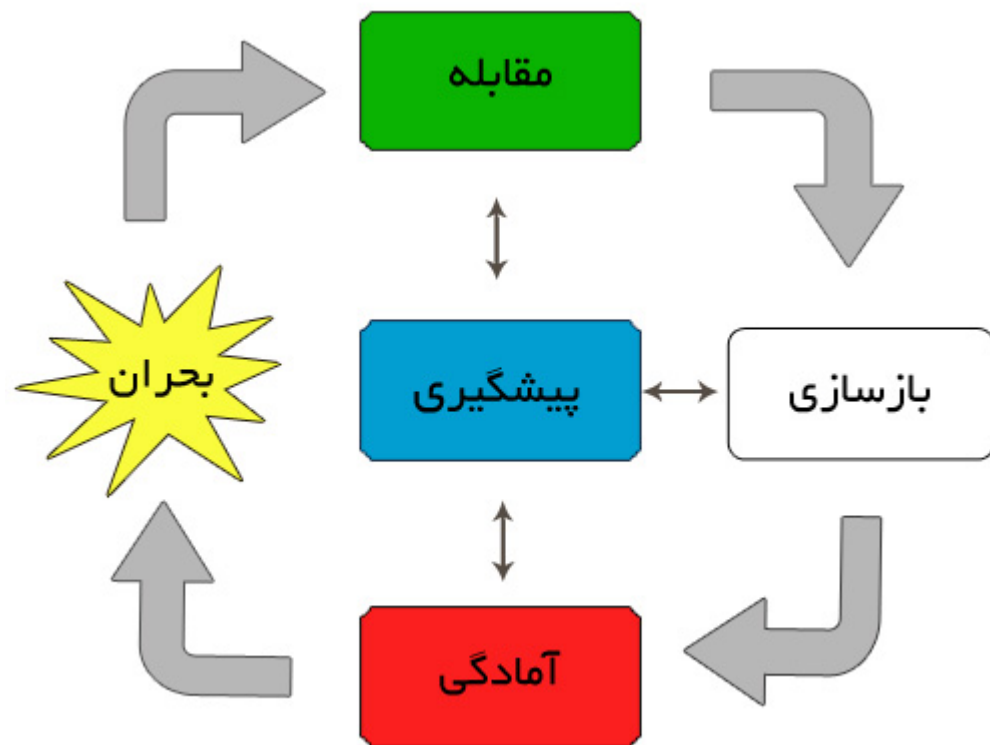 مقابله
بحران
پیشگیری
بازسازی
آمادگی